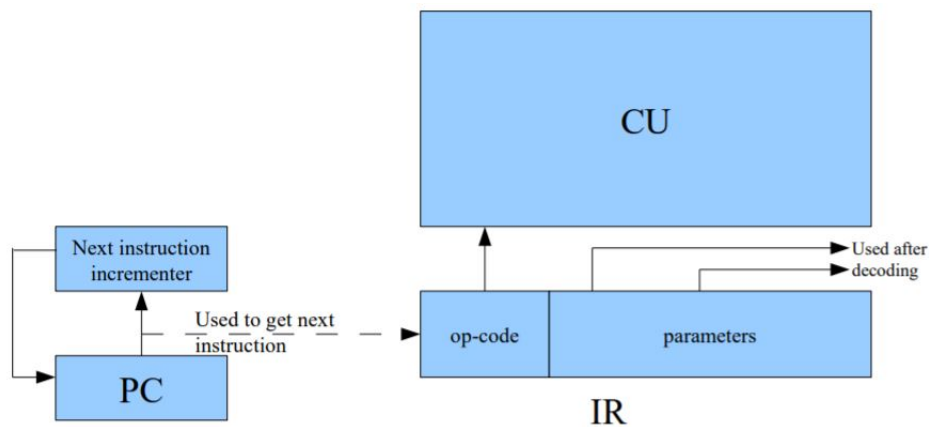 CU
Next instruction
incrementer
Used after
decoding
Used to get next
instruction
op-code
parameters
PC
IR